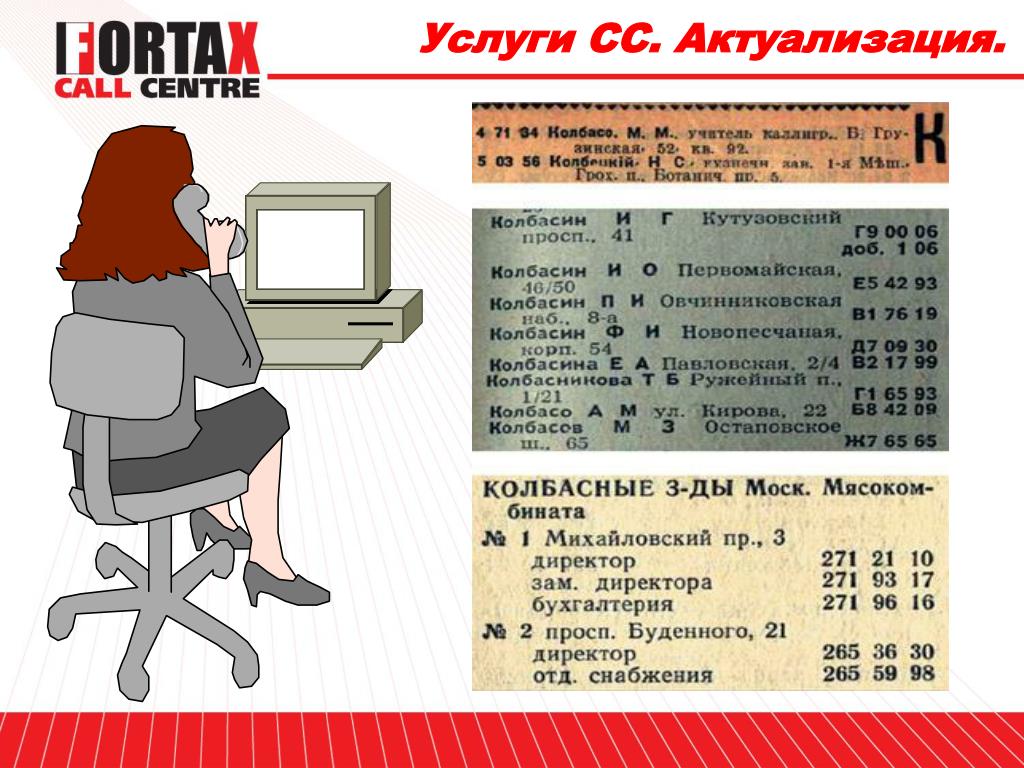 FORTAX
CALL CENTRE
Услуги СС. Актуализация.
4 71 34 Колбасо. М. М., учитель каллигр., В. Гру-
зинская, 52, кв. 92.
К
5 03 56 Колбецкій, Н. С., кузнечн. зав. 1-я Мѣщ.,
Грох. п., Ботанич. пр. 5.
Колбасин И Г Кутузовский
просп., 41 Г9 00 06
доб. 1 06
Колбасин И О Первомайская,
46/50 Е5 42 93
Колбасин П И Овчинниковская
наб., 8-а В1 76 19
Колбасин Ф И Новопесчаная,
корп. 54 Д7 09 30
Колбасина Е А Павловская, 2/4 В2 17 99
Колбасникова Т Б Ружейный п.,
1/21 Г1 65 93
Колбасо А М ул. Кирова, 22 Б8 42 09
Колбасов М З Остаповское
ш., 65 Ж7 65 65
КОЛБАСНЫЕ З-ДЫ Моск. Мясоком-
бината
№ 1 Михайловский пр., 3
директор 271 21 10
зам. директора 271 93 17
бухгалтерия 271 96 16
№ 2 просп. Буденного, 21
директор 265 36 30
отд. снабжения 265 59 98